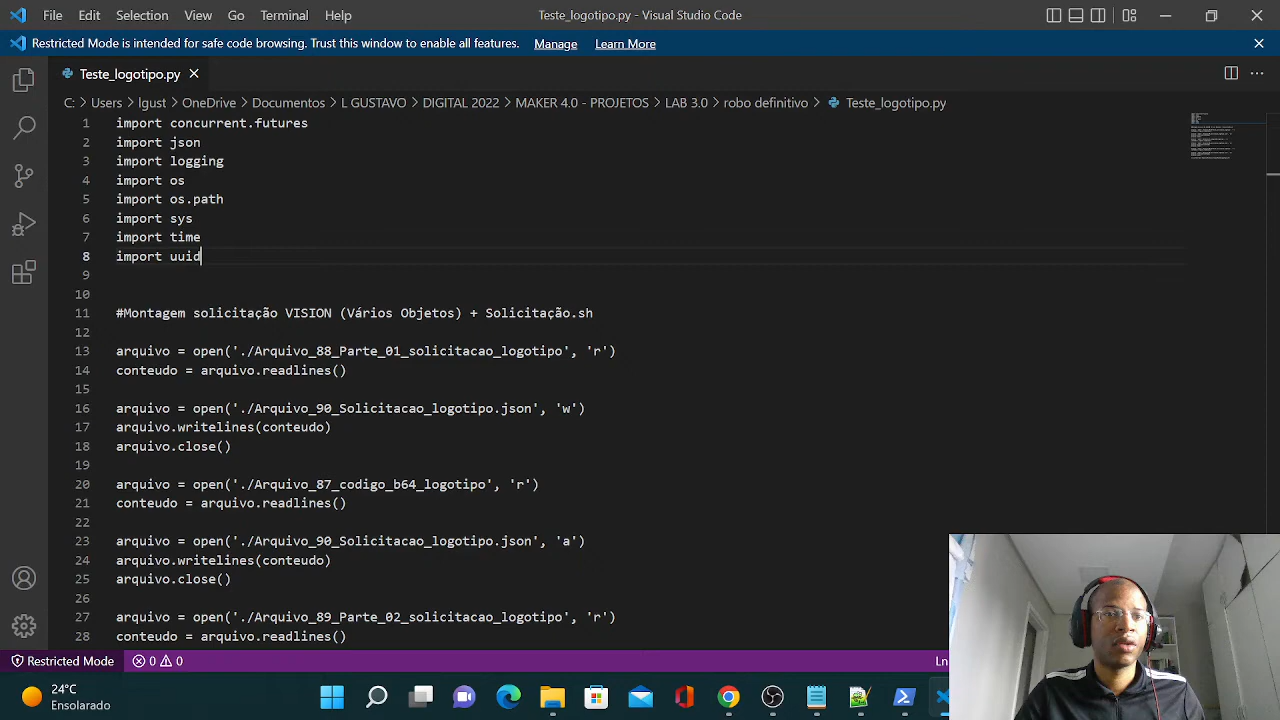 File Edit Selection View Go Terminal Help Teste_logotipo.py - Visual Studio Code
Restricted Mode is intended for safe code browsing. Trust this window to enable all features. Manage Learn More
Teste_logotipo.py
C: > Users > lgust > OneDrive > Documentos > L GUSTAVO > DIGITAL 2022 > MAKER 4.0 - PROJETOS > LAB 3.0 > robo definitivo > Teste_logotipo.py
1 import concurrent.futures
2 import json
3 import logging
4 import os
5 import os.path
6 import sys
7 import time
8 import uuid
9
10
11 #Montagem solicitação VISION (Vários Objetos) + Solicitação.sh
12
13 arquivo = open('./Arquivo_88_Parte_01_solicitacao_logotipo', 'r')
14 conteudo = arquivo.readlines()
15
16 arquivo = open('./Arquivo_90_Solicitacao_logotipo.json', 'w')
17 arquivo.writelines(conteudo)
18 arquivo.close()
19
20 arquivo = open('./Arquivo_87_codigo_b64_logotipo', 'r')
21 conteudo = arquivo.readlines()
22
23 arquivo = open('./Arquivo_90_Solicitacao_logotipo.json', 'a')
24 arquivo.writelines(conteudo)
25 arquivo.close()
26
27 arquivo = open('./Arquivo_89_Parte_02_solicitacao_logotipo', 'r')
28 conteudo = arquivo.readlines()
Restricted Mode 0 0 Ln
24°C
Ensolarado